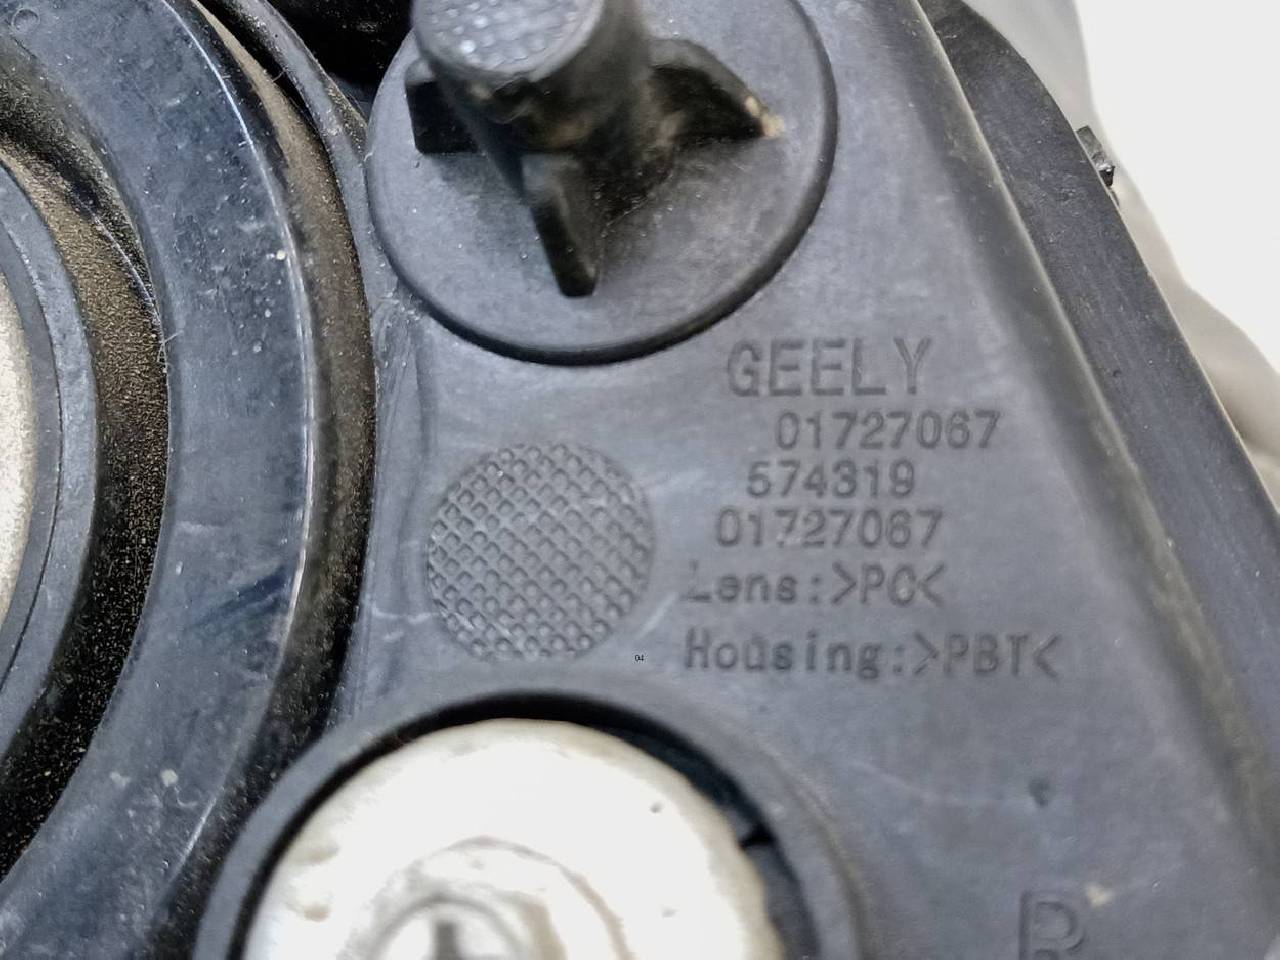 GEELY
01727067
574319
01727067
Lens:>PC<
Housing:>PBT<
R